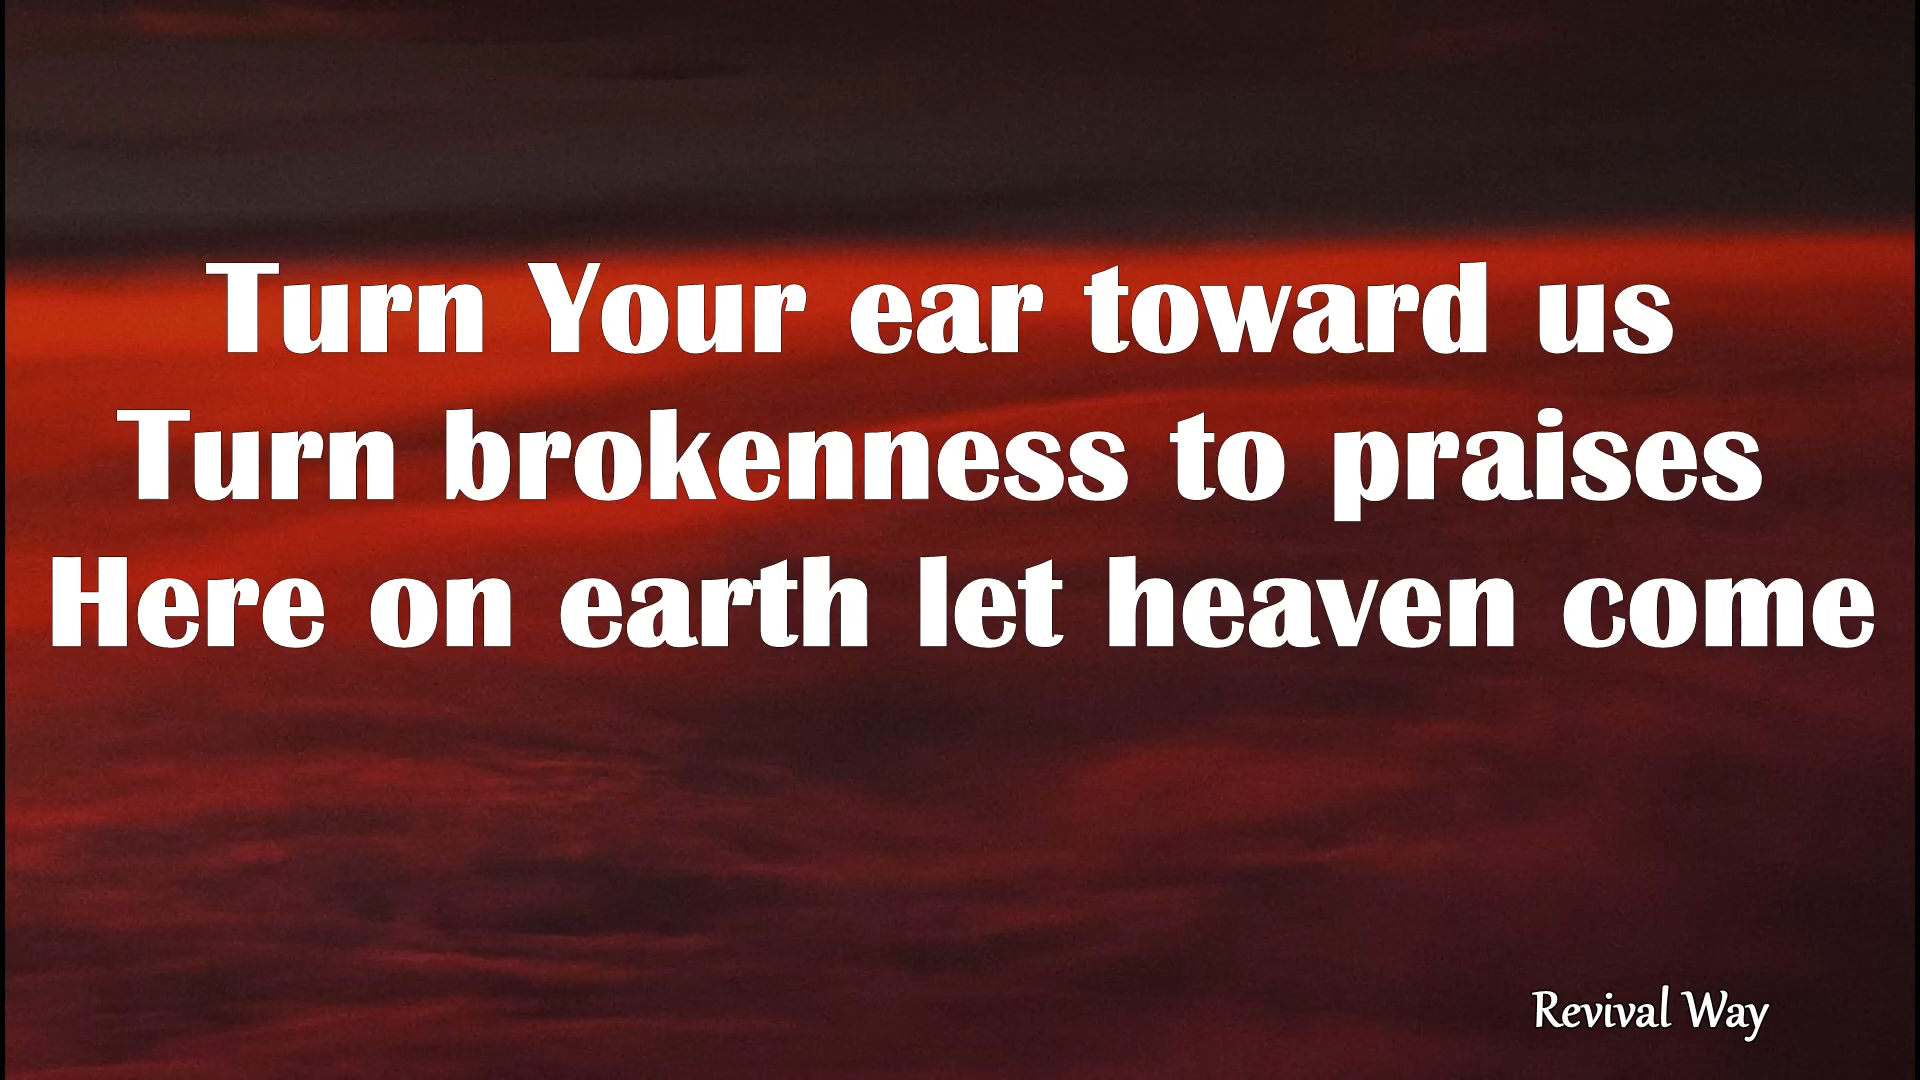 Turn Your ear toward us
Turn brokenness to praises
Here on earth let heaven come
Revival Way